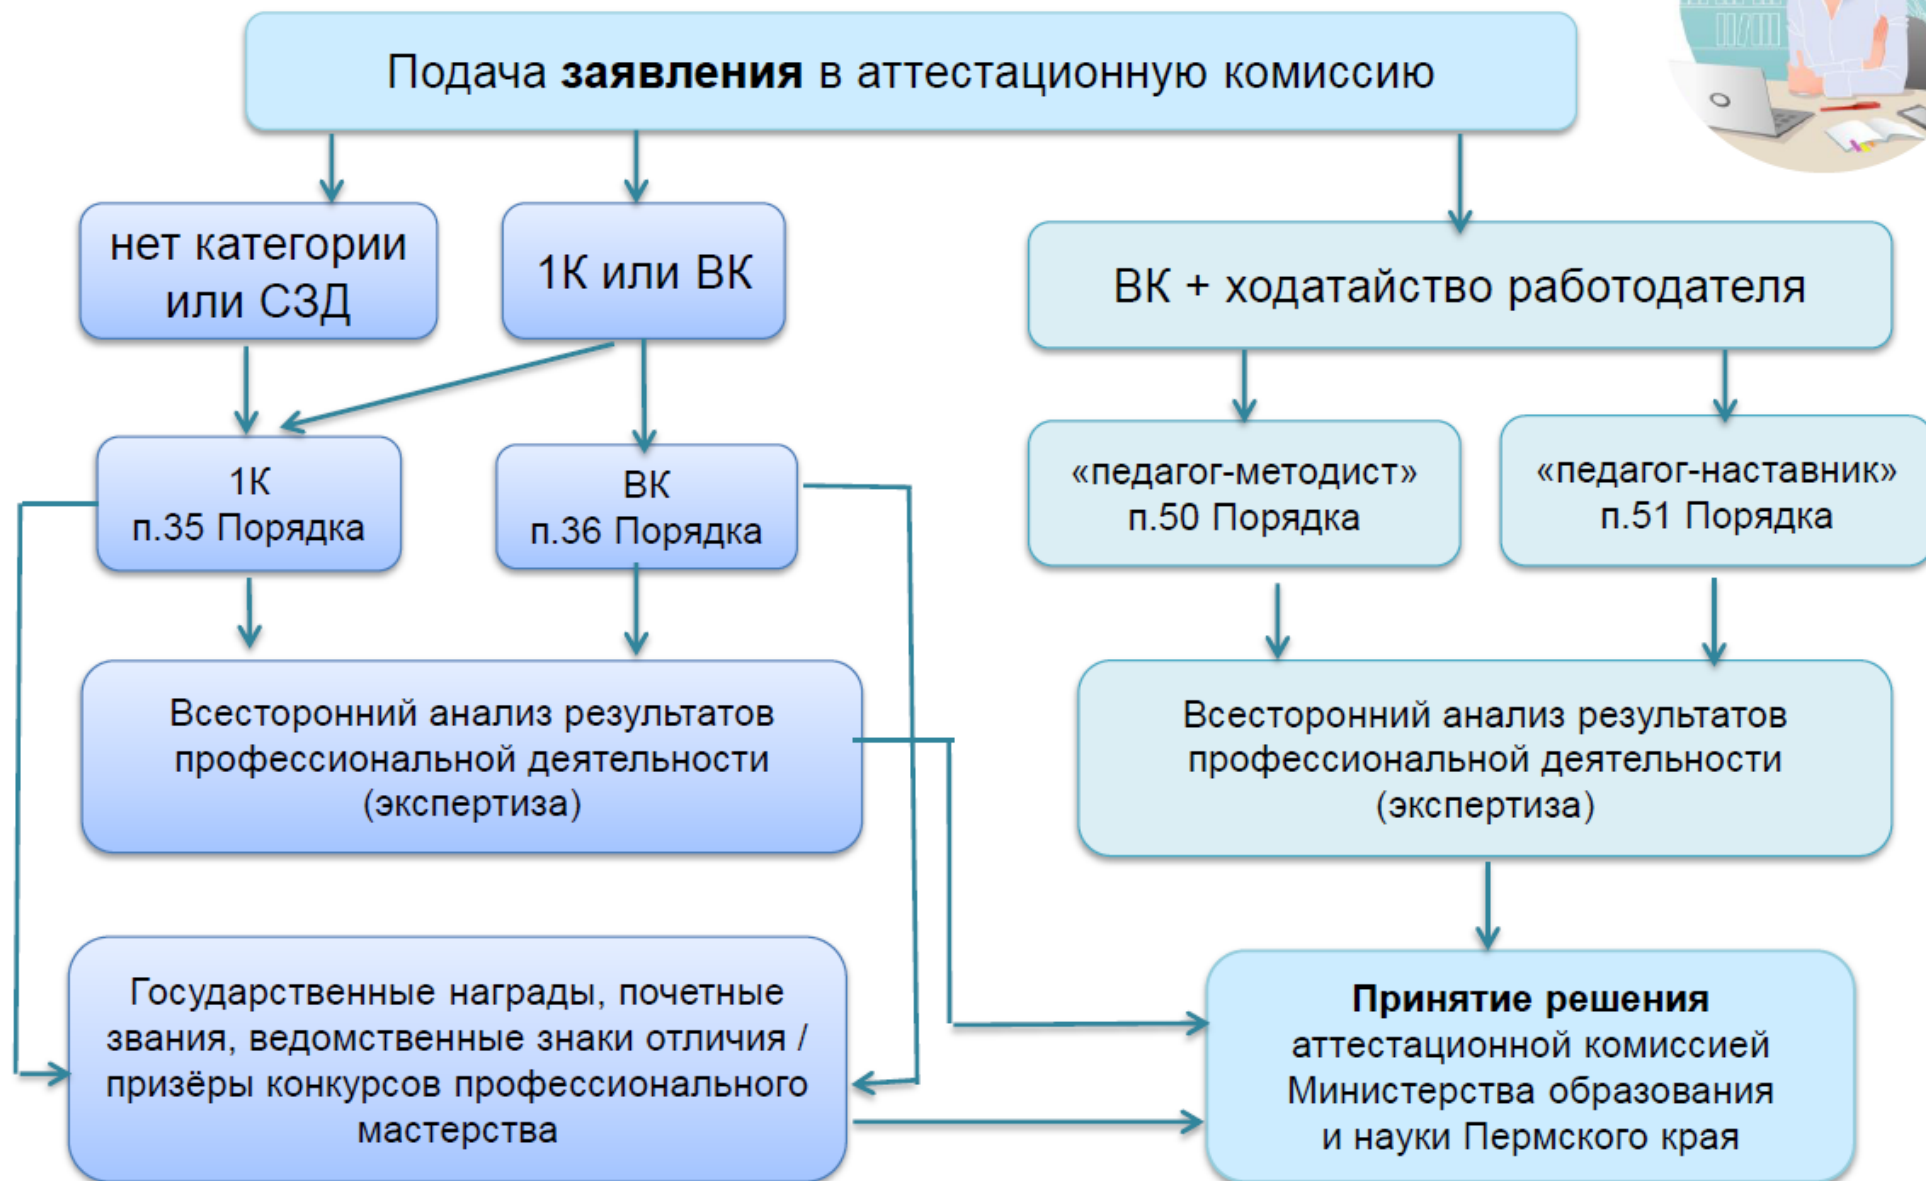 Подача заявления в аттестационную комиссию
нет категории
или СЗД
1К или ВК
ВК + ходатайство работодателя
1К
п.35 Порядка
ВК
п.36 Порядка
«педагог-методист»
п.50 Порядка
«педагог-наставник»
п.51 Порядка
Всесторонний анализ результатов
профессиональной деятельности
(экспертиза)
Всесторонний анализ результатов
профессиональной деятельности
(экспертиза)
Государственные награды, почетные
звания, ведомственные знаки отличия /
призёры конкурсов профессионального
мастерства
Принятие решения
аттестационной комиссией
Министерства образования
и науки Пермского края